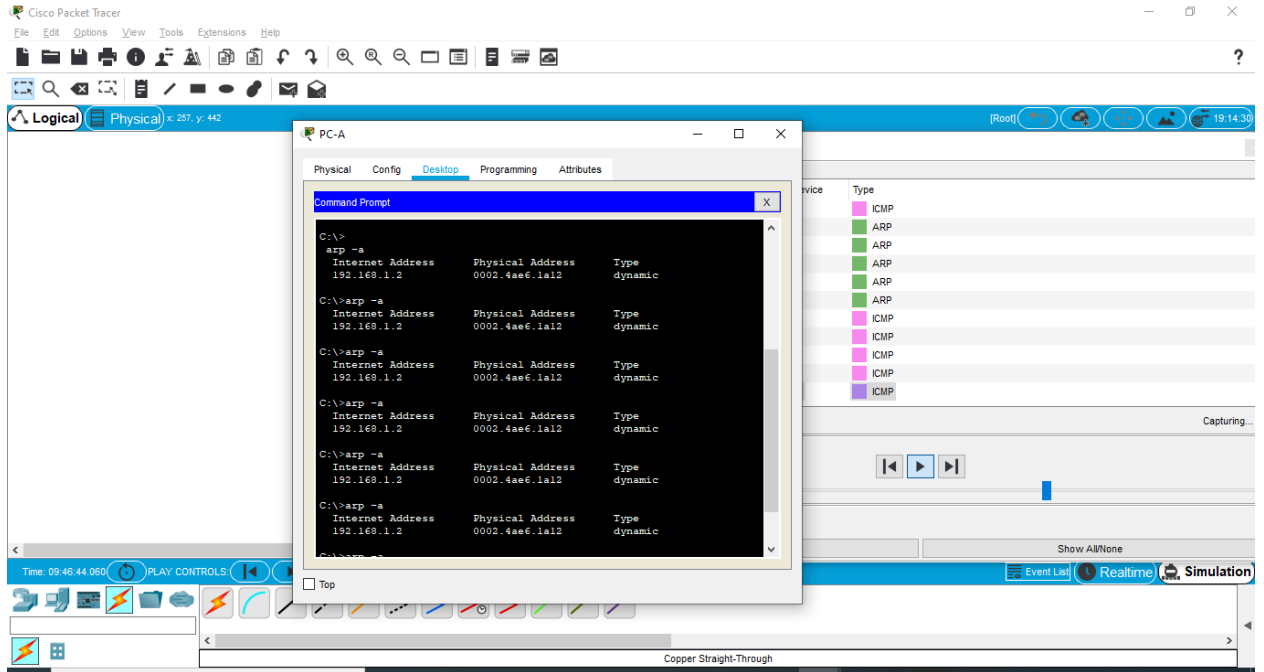 Cisco Packet Tracer
File Edit Options View Tools Extensions Help
?
Logical Physical x: 257, y: 442
[Root] 19:14:30
PC-A
Physical Config Desktop Programming Attributes
Command Prompt X
C:\>
arp -a
Internet Address Physical Address Type
192.168.1.2 0002.4ae6.1a12 dynamic
C:\>arp -a
Internet Address Physical Address Type
192.168.1.2 0002.4ae6.1a12 dynamic
C:\>arp -a
Internet Address Physical Address Type
192.168.1.2 0002.4ae6.1a12 dynamic
C:\>arp -a
Internet Address Physical Address Type
192.168.1.2 0002.4ae6.1a12 dynamic
C:\>arp -a
Internet Address Physical Address Type
192.168.1.2 0002.4ae6.1a12 dynamic
C:\>arp -a
Internet Address Physical Address Type
192.168.1.2 0002.4ae6.1a12 dynamic
C:\>arp -a
Top
evice Type
ICMP
ARP
ARP
ARP
ARP
ARP
ICMP
ICMP
ICMP
ICMP
ICMP
Capturing...
Show All/None
Time: 09:46:44.060 PLAY CONTROLS:
Event List Realtime Simulation
Copper Straight-Through